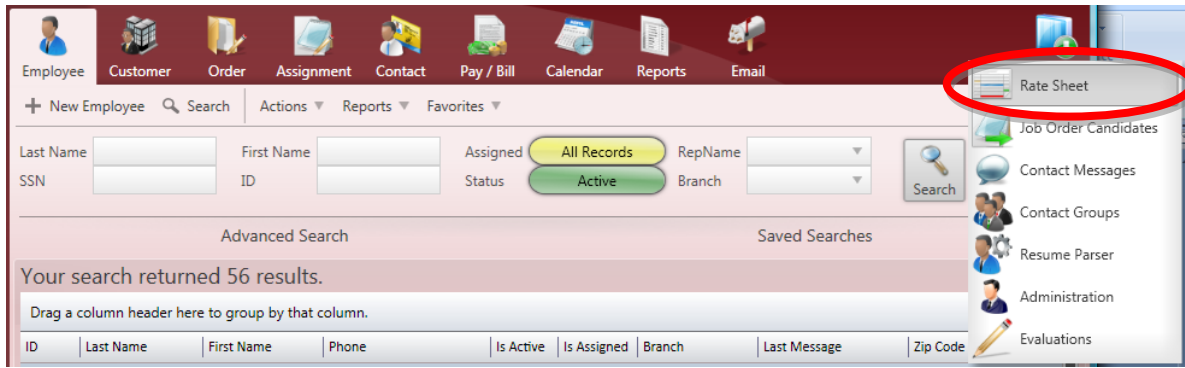 Employee Customer Order Assignment Contact Pay / Bill Calendar Reports Email
Rate Sheet
New Employee Search Actions Reports Favorites
Job Order Candidates
Last Name First Name Assigned All Records RepName
Contact Messages
SSN ID Status Active Branch Search
Contact Groups
Advanced Search Saved Searches
Resume Parser
Your search returned 56 results.
Administration
Drag a column header here to group by that column.
Evaluations
ID Last Name First Name Phone Is Active Is Assigned Branch Last Message Zip Code